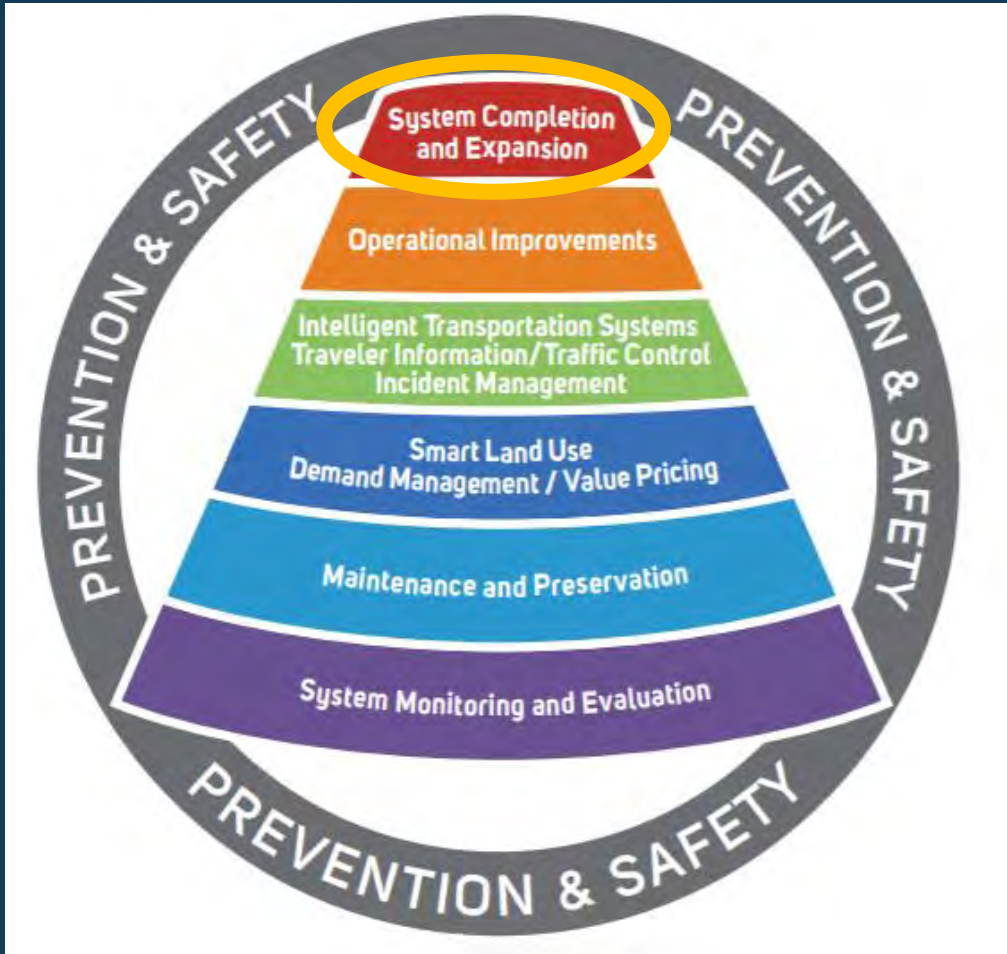 PREVENTION & SAFETY
PREVENTION & SAFETY
System Completion
and Expansion
Operational Improvements
Intelligent Transportation Systems
Traveler Information/Traffic Control
Incident Management
Smart Land Use
Demand Management / Value Pricing
Maintenance and Preservation
System Monitoring and Evaluation
PREVENTION & SAFETY